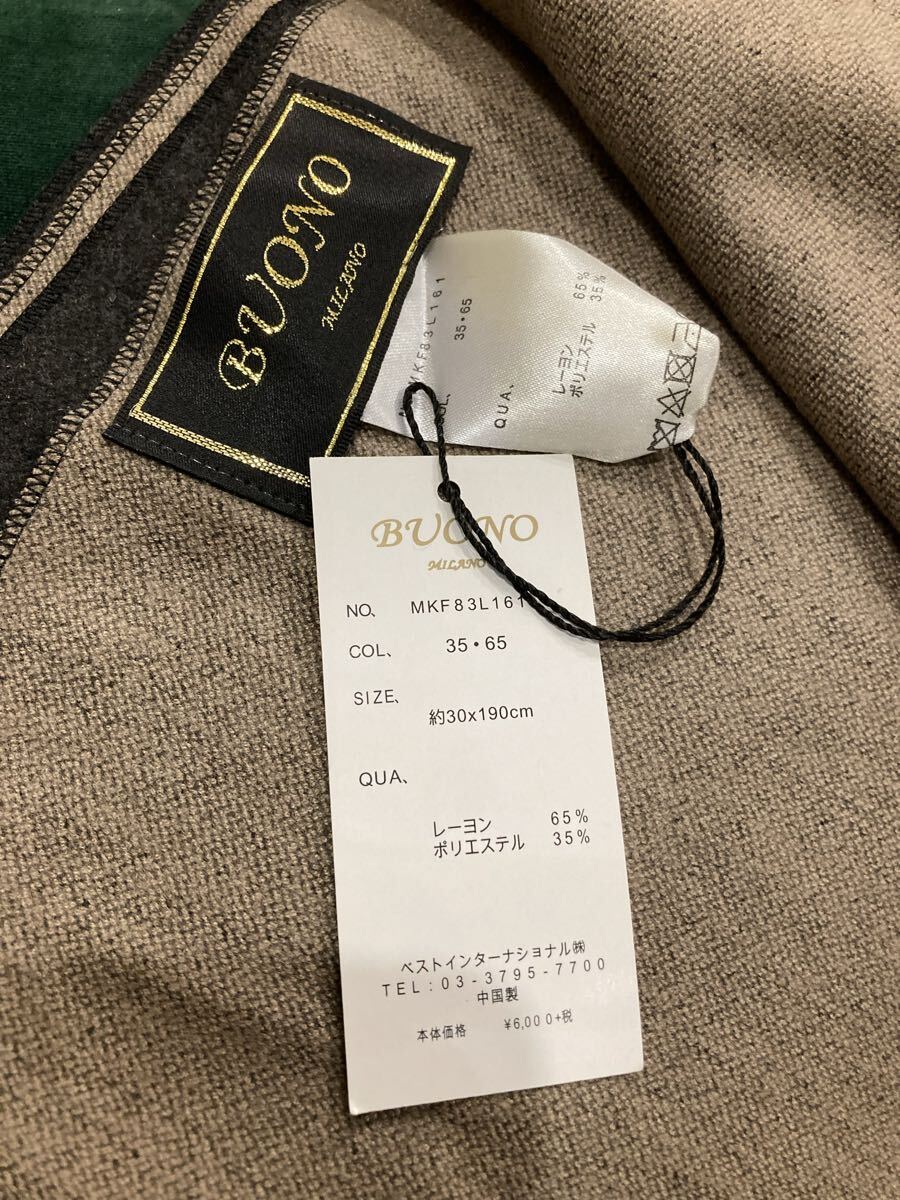 BUONO
MILANO
MKF83L161
COL、 35・65
QUA、
レーヨン 65%
ポリエステル 35%
BUONO
MILANO
NO、 MKF83L161
COL、 35・65
SIZE、
約30x190cm
QUA、
レーヨン 65%
ポリエステル 35%
ベストインターナショナル㈱
TEL:03-3795-7700
中国製
本体価格 ¥6,000+税